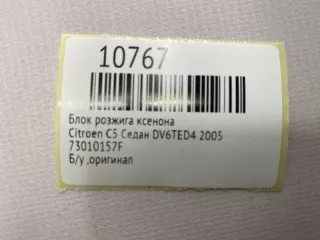 10767
Блок розжига ксенона
Citroen C5 Седан DV6TED4 2005
73010157F
Б/у ,оригинал